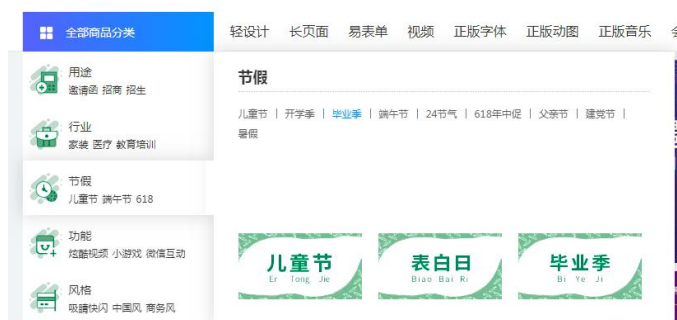 全部商品分类
轻设计 长页面 易表单 视频 正版字体 正版动图 正版音乐
用途
邀请函 招商 招生
行业
家装 医疗 教育培训
节假
儿童节 端午节 618
功能
炫酷视频 小游戏 微信互动
风格
吸睛快闪 中国风 商务风
节假
儿童节 | 开学季 | 毕业季 | 端午节 | 24节气 | 618年中促 | 父亲节 | 建党节 |
暑假
儿童节
Er Tong Jie
表白日
Biao Bai Ri
毕业季
Bi Ye Ji